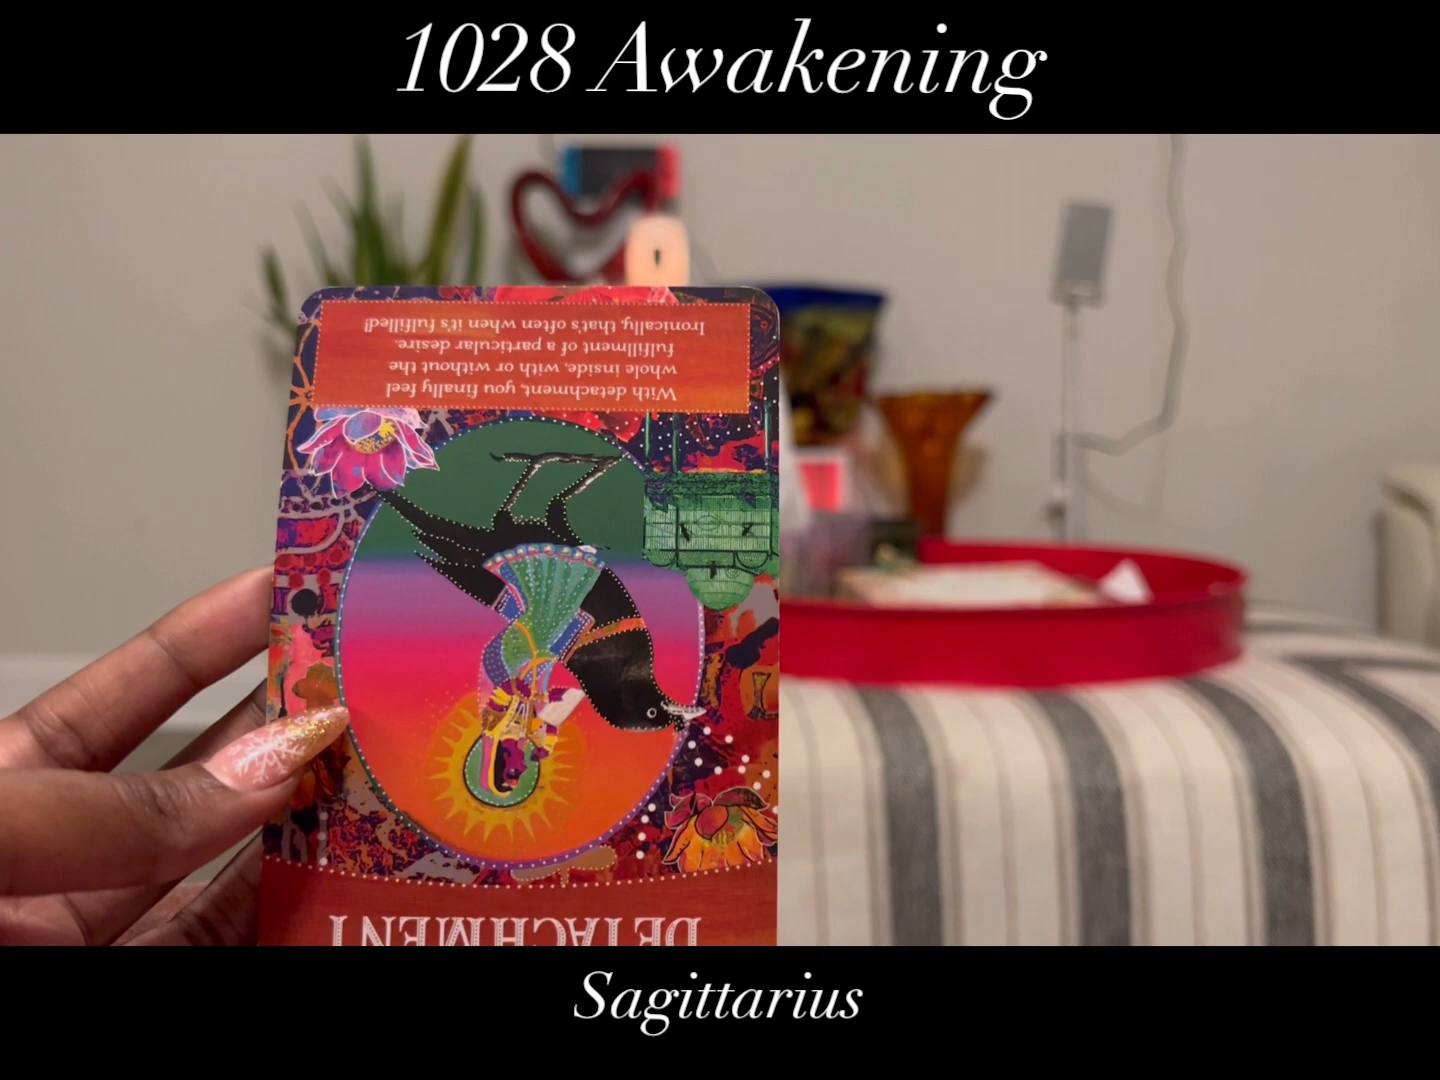 1028 Awakening
With detachment, you finally feel
whole inside, with or without the
fulfillment of a particular desire.
Ironically, that's often when it's fulfilled!
DETACHMENT
Sagittarius